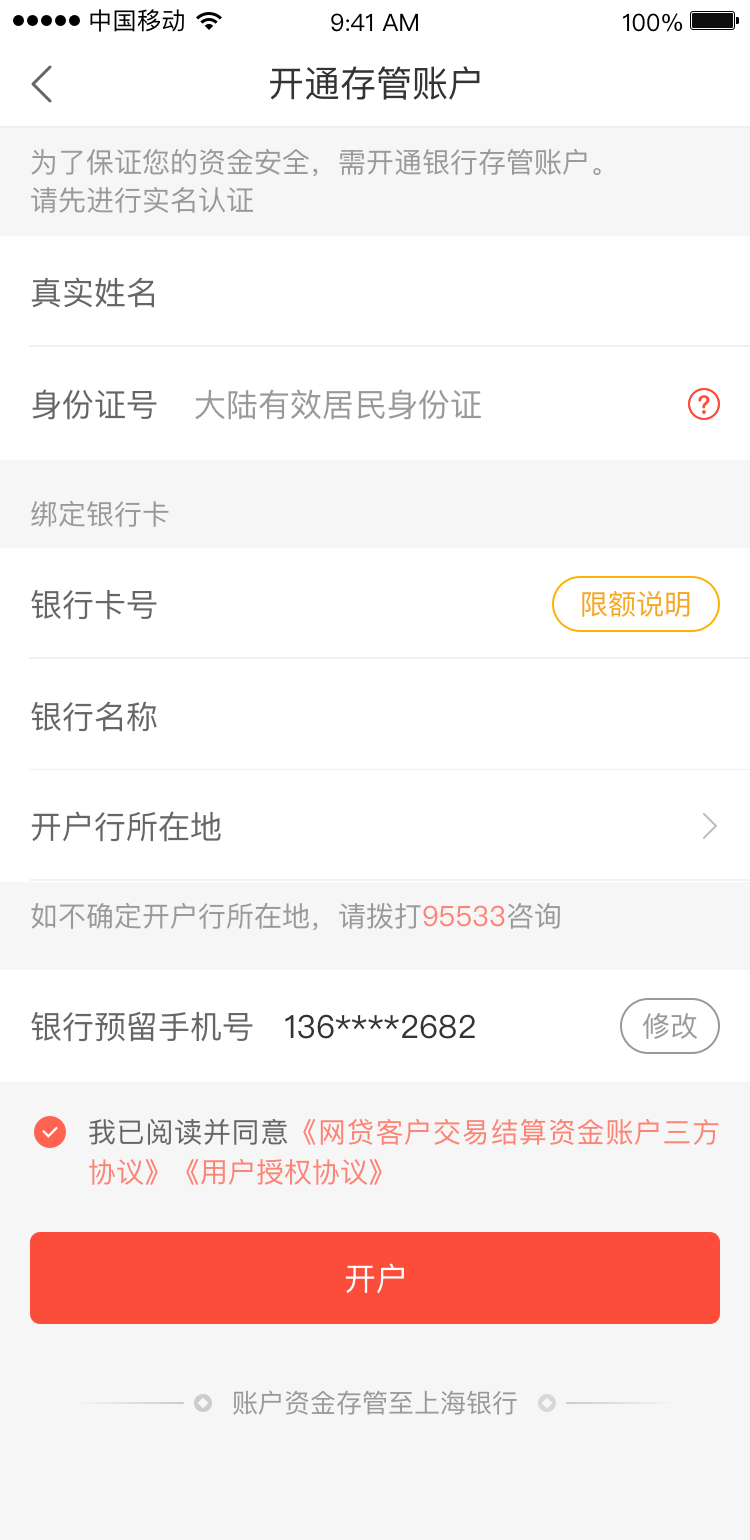 中国移动 9:41 AM 100%
开通存管账户
为了保证您的资金安全，需开通银行存管账户。
请先进行实名认证
真实姓名
身份证号 大陆有效居民身份证 ?
绑定银行卡
银行卡号 限额说明
银行名称
开户行所在地
如不确定开户行所在地，请拨打95533咨询
银行预留手机号 136****2682 修改
我已阅读并同意《网贷客户交易结算资金账户三方
协议》《用户授权协议》
开户
账户资金存管至上海银行